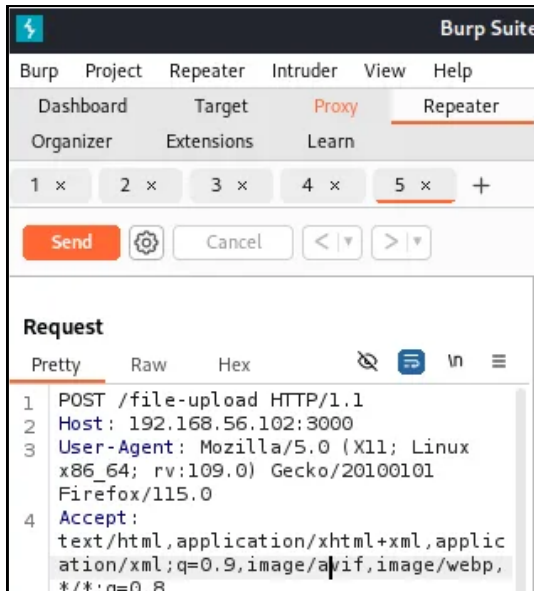 Burp Suite
Burp Project Repeater Intruder View Help
Dashboard Target Proxy Repeater
Organizer Extensions Learn
1 × 2 × 3 × 4 × 5 × +
Send Cancel < >
Request
Pretty Raw Hex \n
1 POST /file-upload HTTP/1.1
2 Host: 192.168.56.102:3000
3 User-Agent: Mozilla/5.0 (X11; Linux
x86_64; rv:109.0) Gecko/20100101
Firefox/115.0
4 Accept:
text/html,application/xhtml+xml,applic
ation/xml;q=0.9,image/avif,image/webp,
*/*;q=0.8